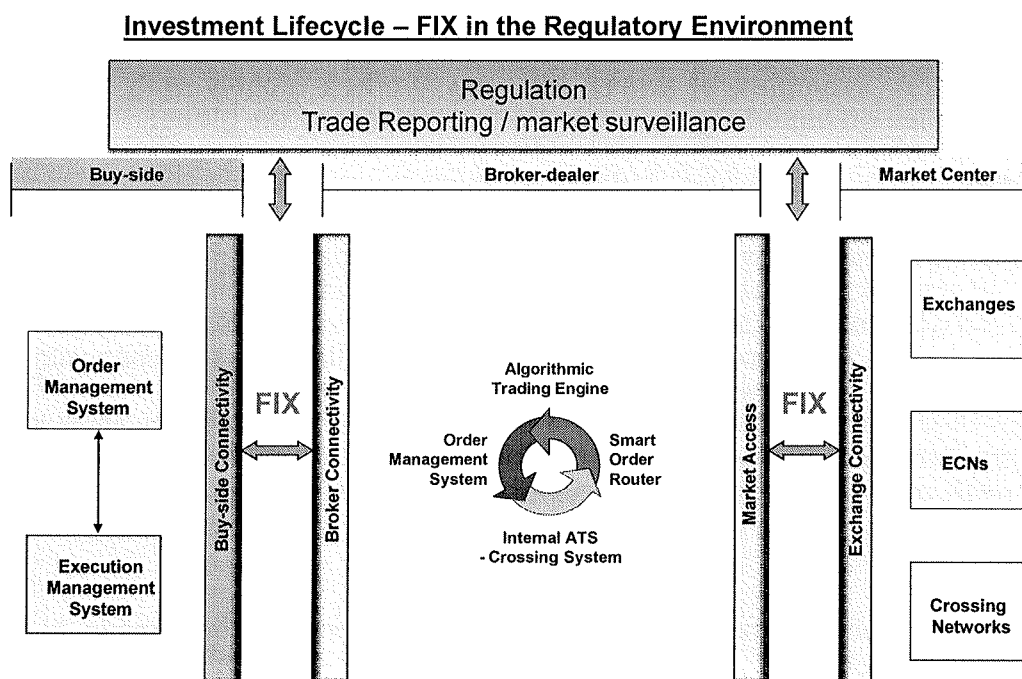 Investment Lifecycle – FIX in the Regulatory Environment
Regulation
Trade Reporting / market surveillance
Buy-side
Broker-dealer
Market Center
Order
Management
System
Execution
Management
System
Buy-side Connectivity
FIX
Broker Connectivity
Algorithmic
Trading Engine
Order
Management
System
Smart
Order
Router
Internal ATS
- Crossing System
Market Access
FIX
Exchange Connectivity
Exchanges
ECNs
Crossing
Networks